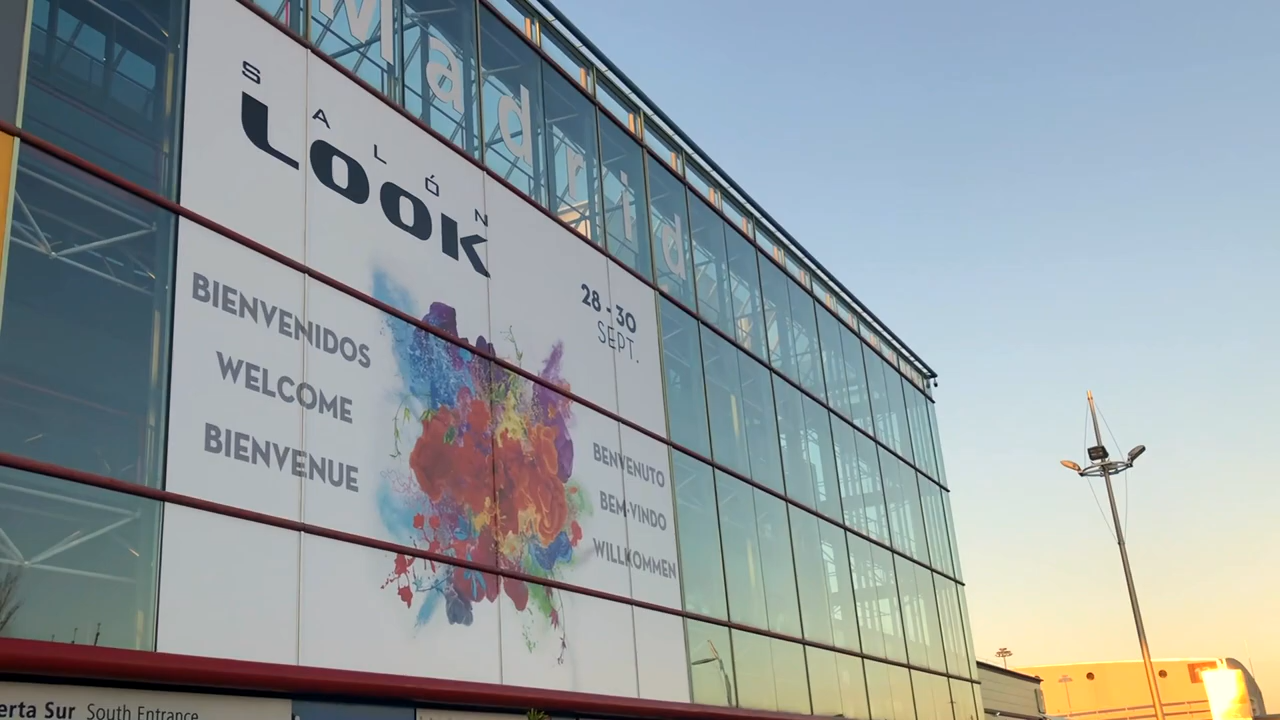 Madrid
SALÓN
LOOK
28 - 30
SEPT.
BIENVENIDOS
WELCOME
BIENVENUE
BENVENUTO
BEM-VINDO
WILLKOMMEN
erta Sur South Entrance